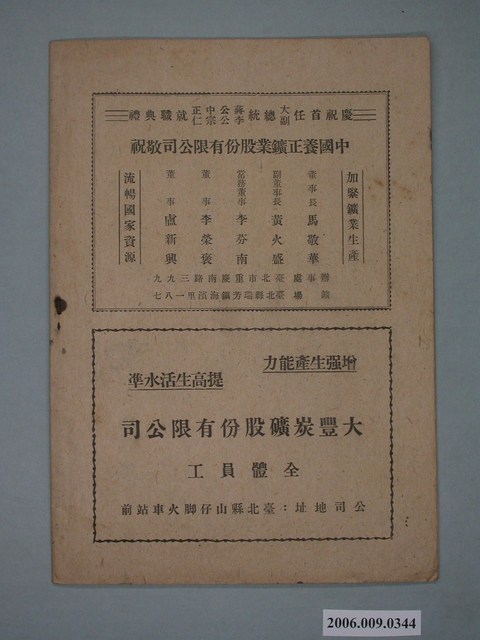 慶祝首任大副總統蔣李公公中宗正仁就職典禮
中國養正鑛業股份有限公司敬祝
加緊鑛業生產
董事長馬敬華
副董事長黃火盛
常務董事李芬南
董事李榮褒
董事盧新興
流暢國家資源
辦事處 臺北市重慶南路三九九
鑛場 臺北縣瑞芳鎮海濱里一八七
增强生產能力
提高生活水準
大豐炭礦股份有限公司
全體員工
公司地址：臺北縣山仔脚火車站前
2006.009.0344